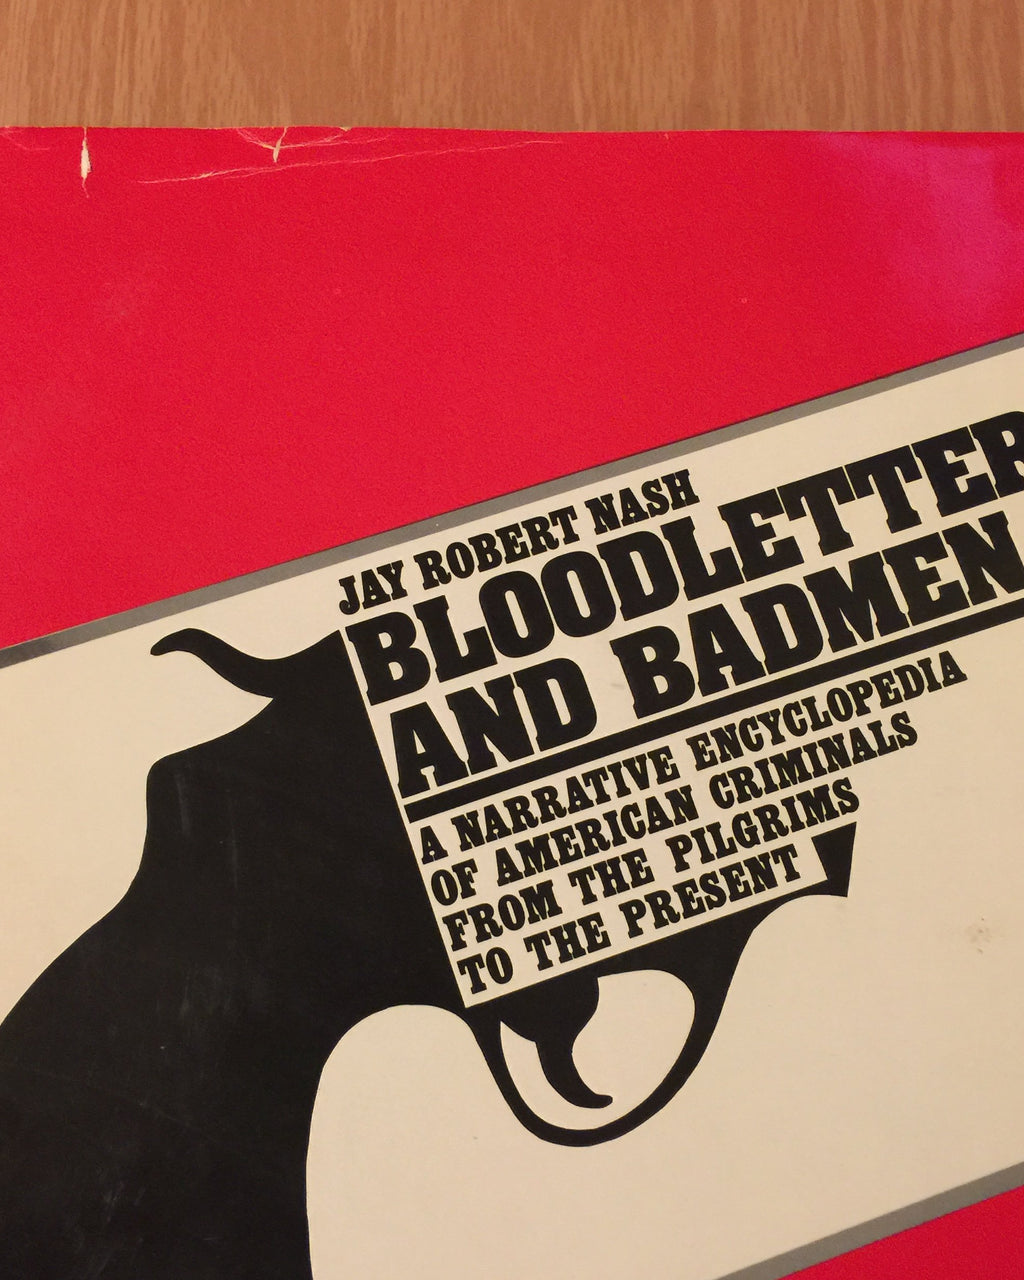 JAY ROBERT NASH
BLOODLETTER
AND BADMEN
A NARRATIVE ENCYCLOPEDIA
OF AMERICAN CRIMINALS
FROM THE PILGRIMS
TO THE PRESENT